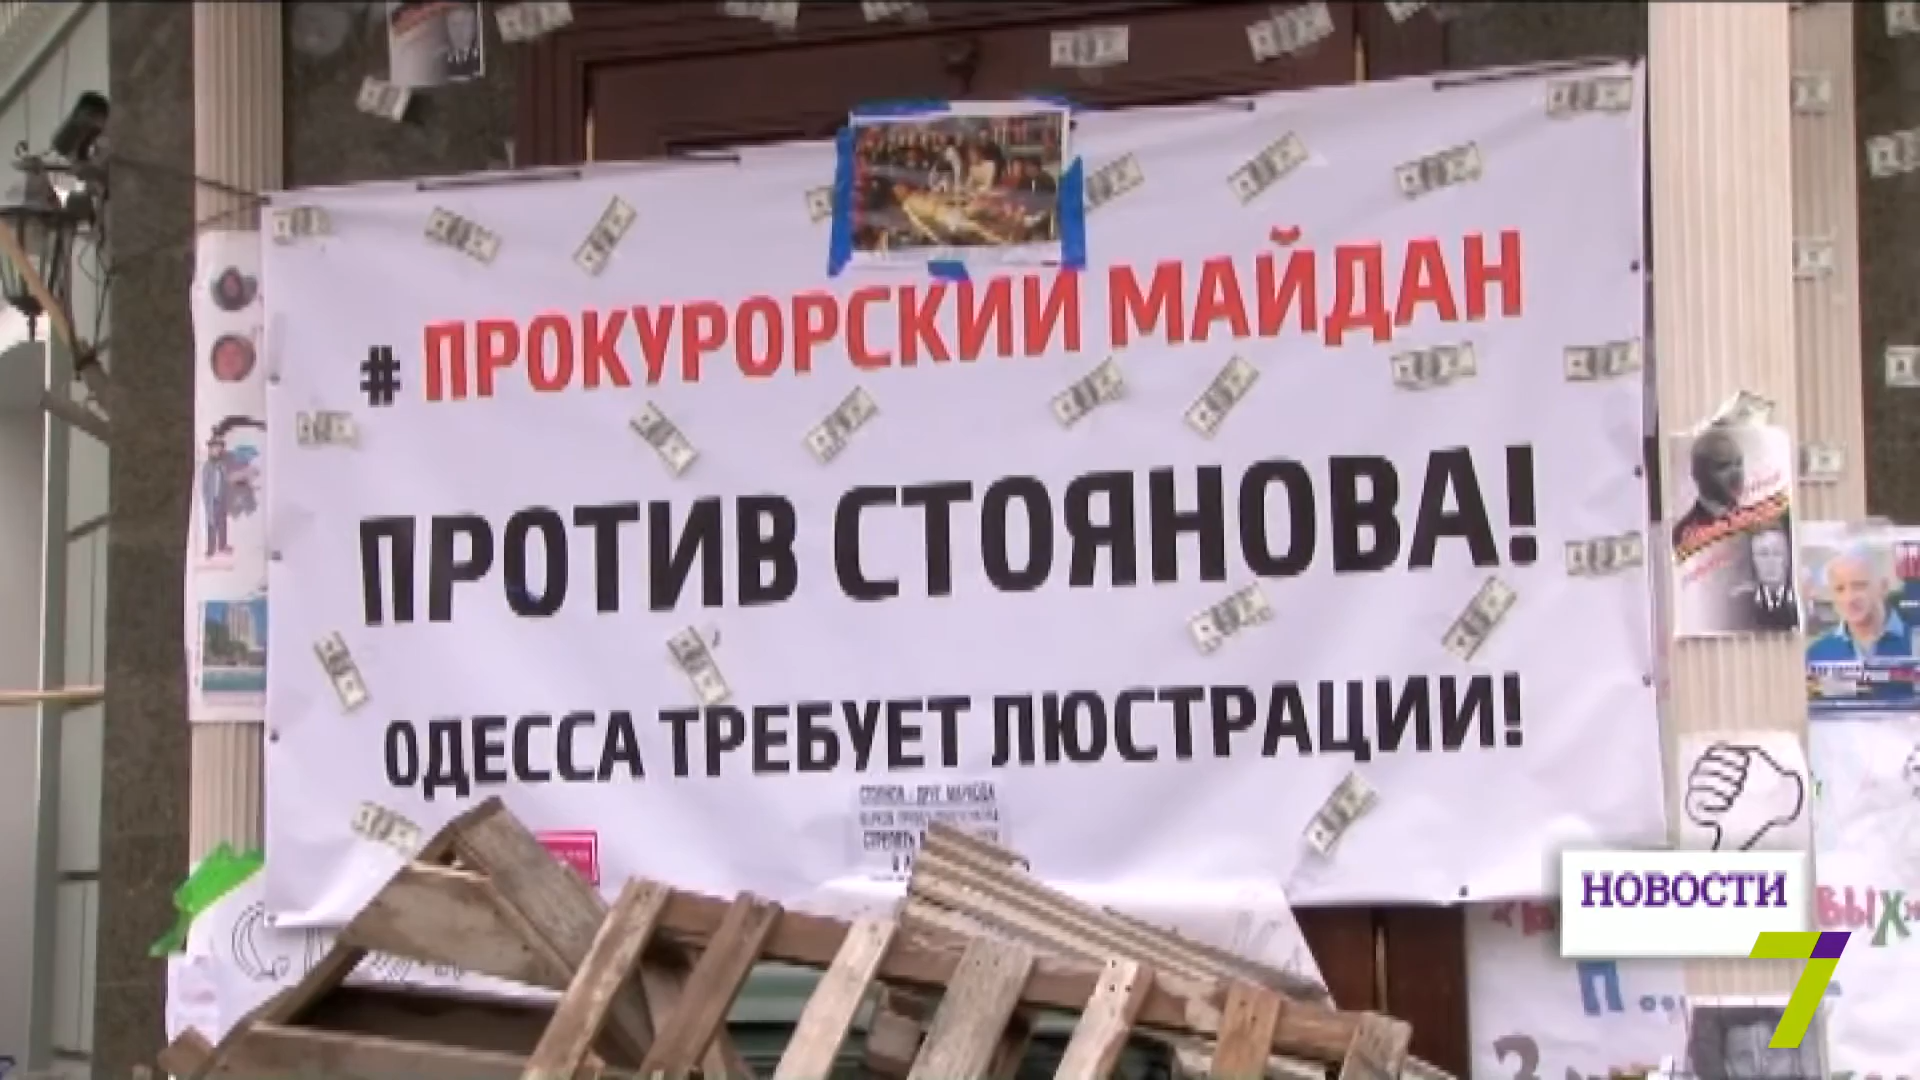 # ПРОКУРОРСКИЙ МАЙДАН
ПРОТИВ СТОЯНОВА!
ОДЕССА ТРЕБУЕТ ЛЮСТРАЦИИ!
НОВОСТИ
7